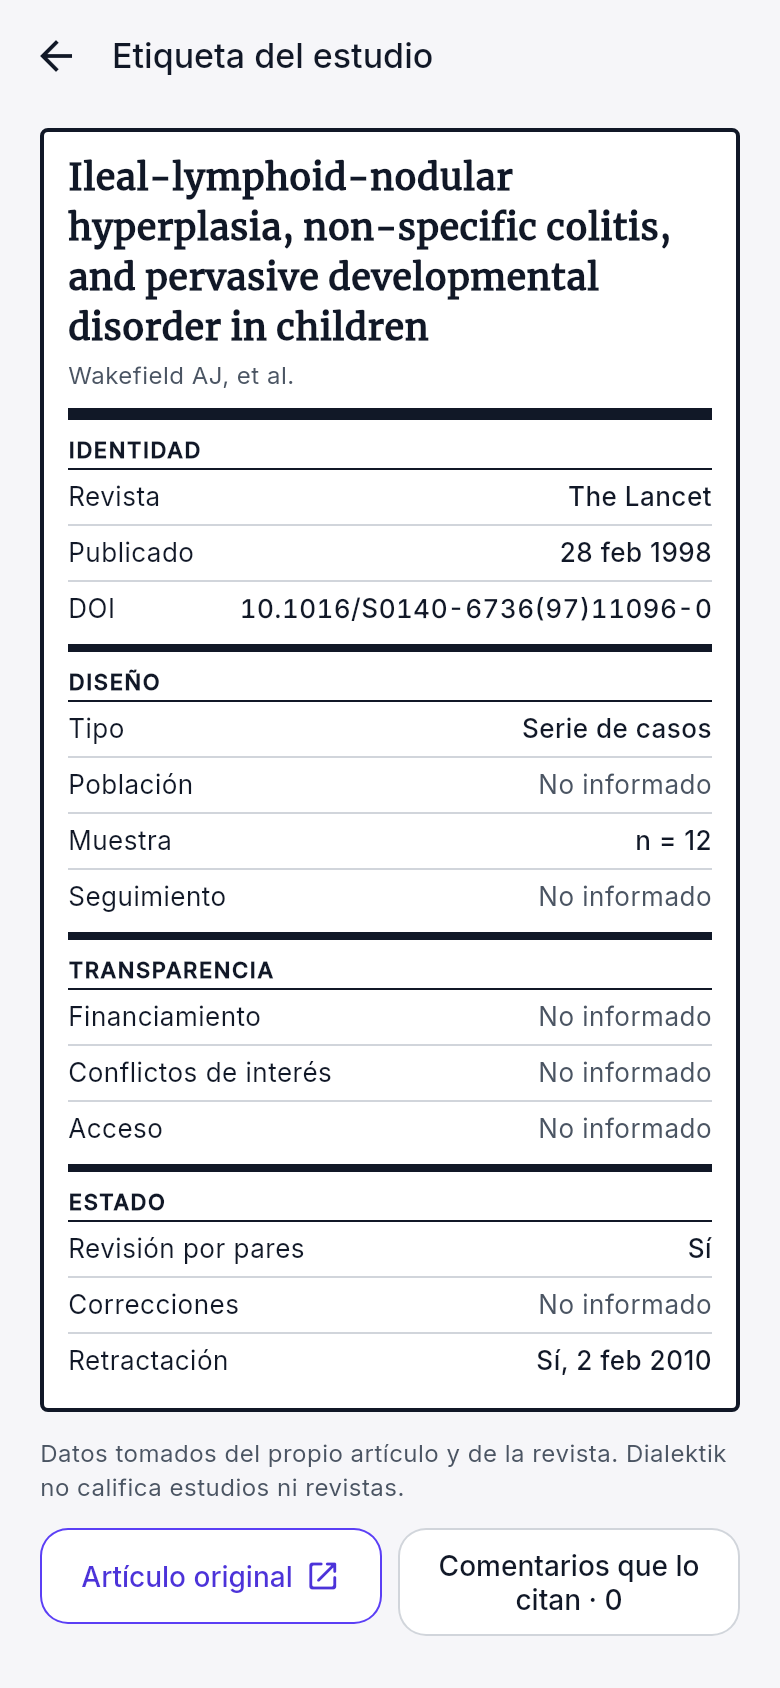 Etiqueta del estudio
Ileal-lymphoid-nodular
hyperplasia, non-specific colitis,
and pervasive developmental
disorder in children
Wakefield AJ, et al.
IDENTIDAD
Revista The Lancet
Publicado 28 feb 1998
DOI 10.1016/S0140-6736(97)11096-0
DISEÑO
Tipo Serie de casos
Población No informado
Muestra n = 12
Seguimiento No informado
TRANSPARENCIA
Financiamiento No informado
Conflictos de interés No informado
Acceso No informado
ESTADO
Revisión por pares Sí
Correcciones No informado
Retractación Sí, 2 feb 2010
Datos tomados del propio artículo y de la revista. Dialektik
no califica estudios ni revistas.
Artículo original
Comentarios que lo
citan · 0